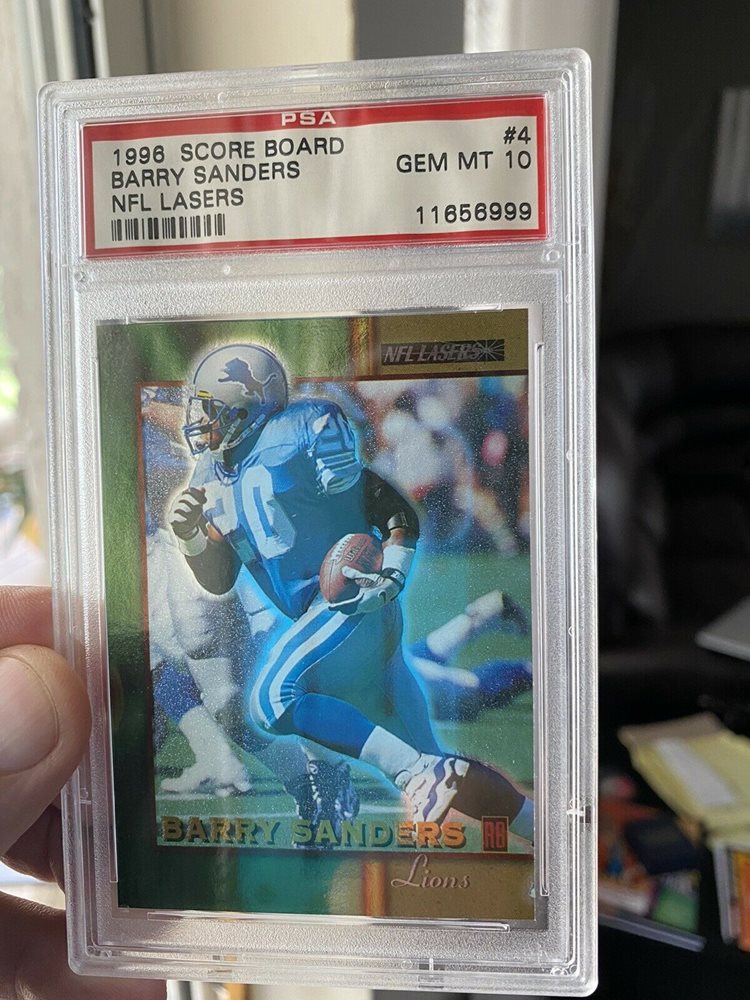 PSA
1996 SCORE BOARD #4
BARRY SANDERS GEM MT 10
NFL LASERS
11656999
NFL LASERS
20
BARRY SANDERS RB
Lions